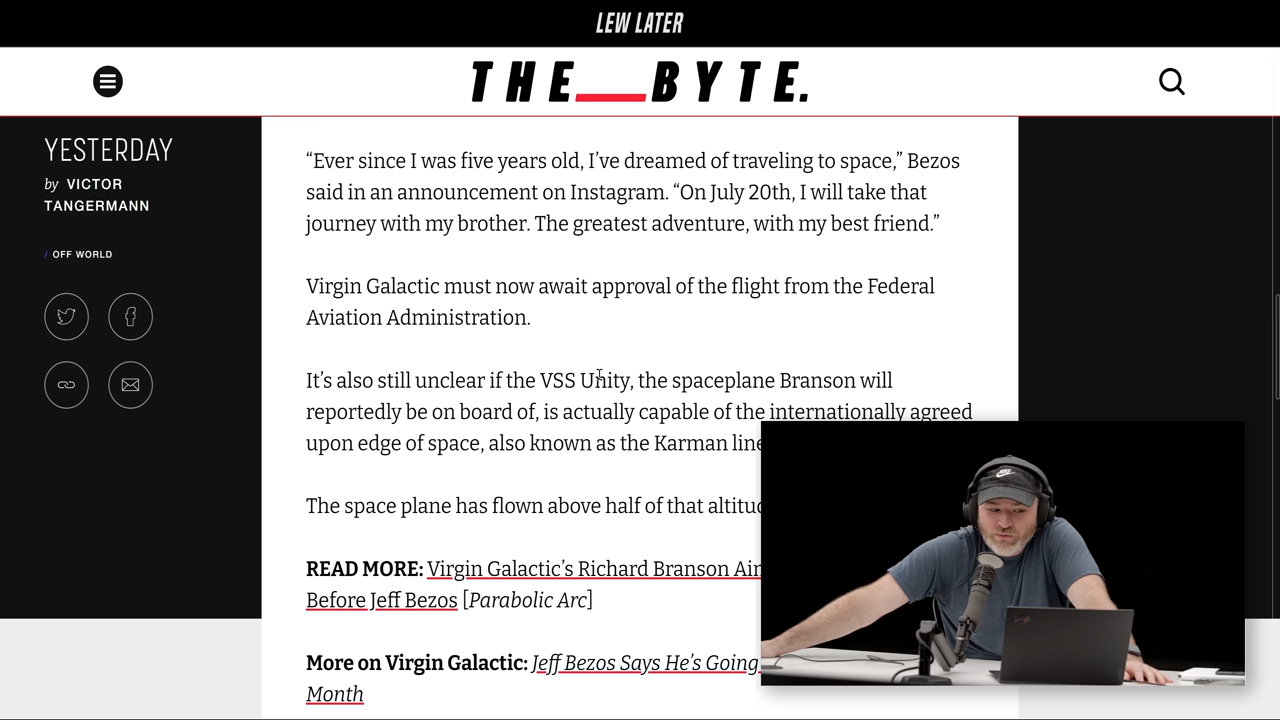 LEW LATER
THE__BYTE.
YESTERDAY
by VICTOR
TANGERMANN
/ OFF WORLD
“Ever since I was five years old, I’ve dreamed of traveling to space,” Bezos
said in an announcement on Instagram. “On July 20th, I will take that
journey with my brother. The greatest adventure, with my best friend.”
Virgin Galactic must now await approval of the flight from the Federal
Aviation Administration.
It’s also still unclear if the VSS Unity, the spaceplane Branson will
reportedly be on board of, is actually capable of the internationally agreed
upon edge of space, also known as the Karman line
The space plane has flown above half of that
READ MORE: Virgin Galactic’s Richard Branson
Before Jeff Bezos [Parabolic Arc]
More on Virgin Galactic: Jeff Bezos Says He’s Going
Month